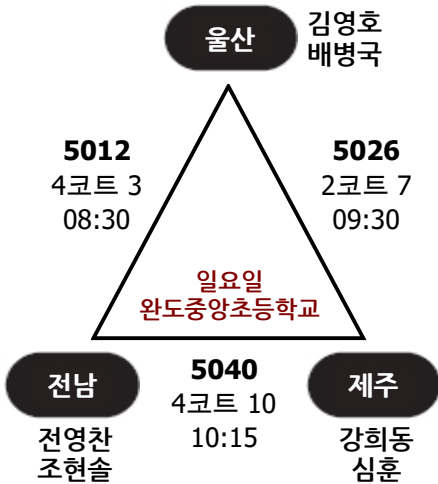 울산
김영호
배병국
5012
4코트 3
08:30
5026
2코트 7
09:30
일요일
완도중앙초등학교
전남
전영찬
조현솔
5040
4코트 10
10:15
제주
강희동
심훈